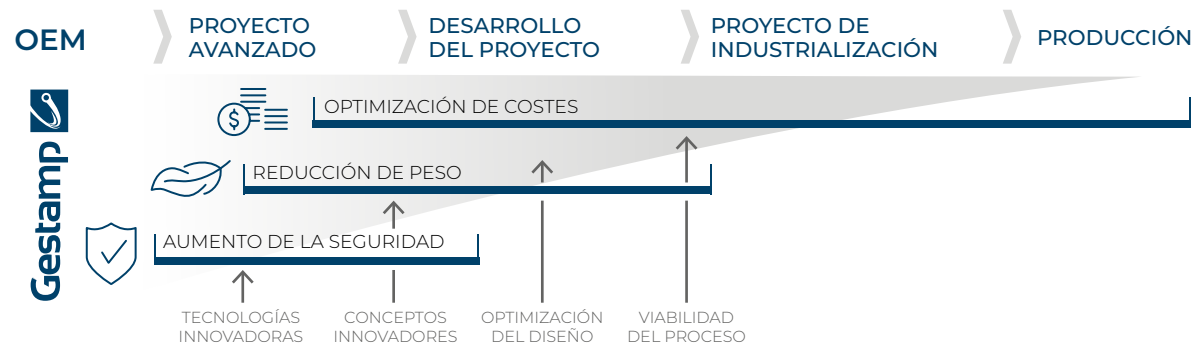 OEM
PROYECTO
AVANZADO
DESARROLLO
DEL PROYECTO
PROYECTO DE
INDUSTRIALIZACIÓN
PRODUCCIÓN
Gestamp
$
OPTIMIZACIÓN DE COSTES
REDUCCIÓN DE PESO
AUMENTO DE LA SEGURIDAD
TECNOLOGÍAS
INNOVADORAS
CONCEPTOS
INNOVADORES
OPTIMIZACIÓN
DEL DISEÑO
VIABILIDAD
DEL PROCESO